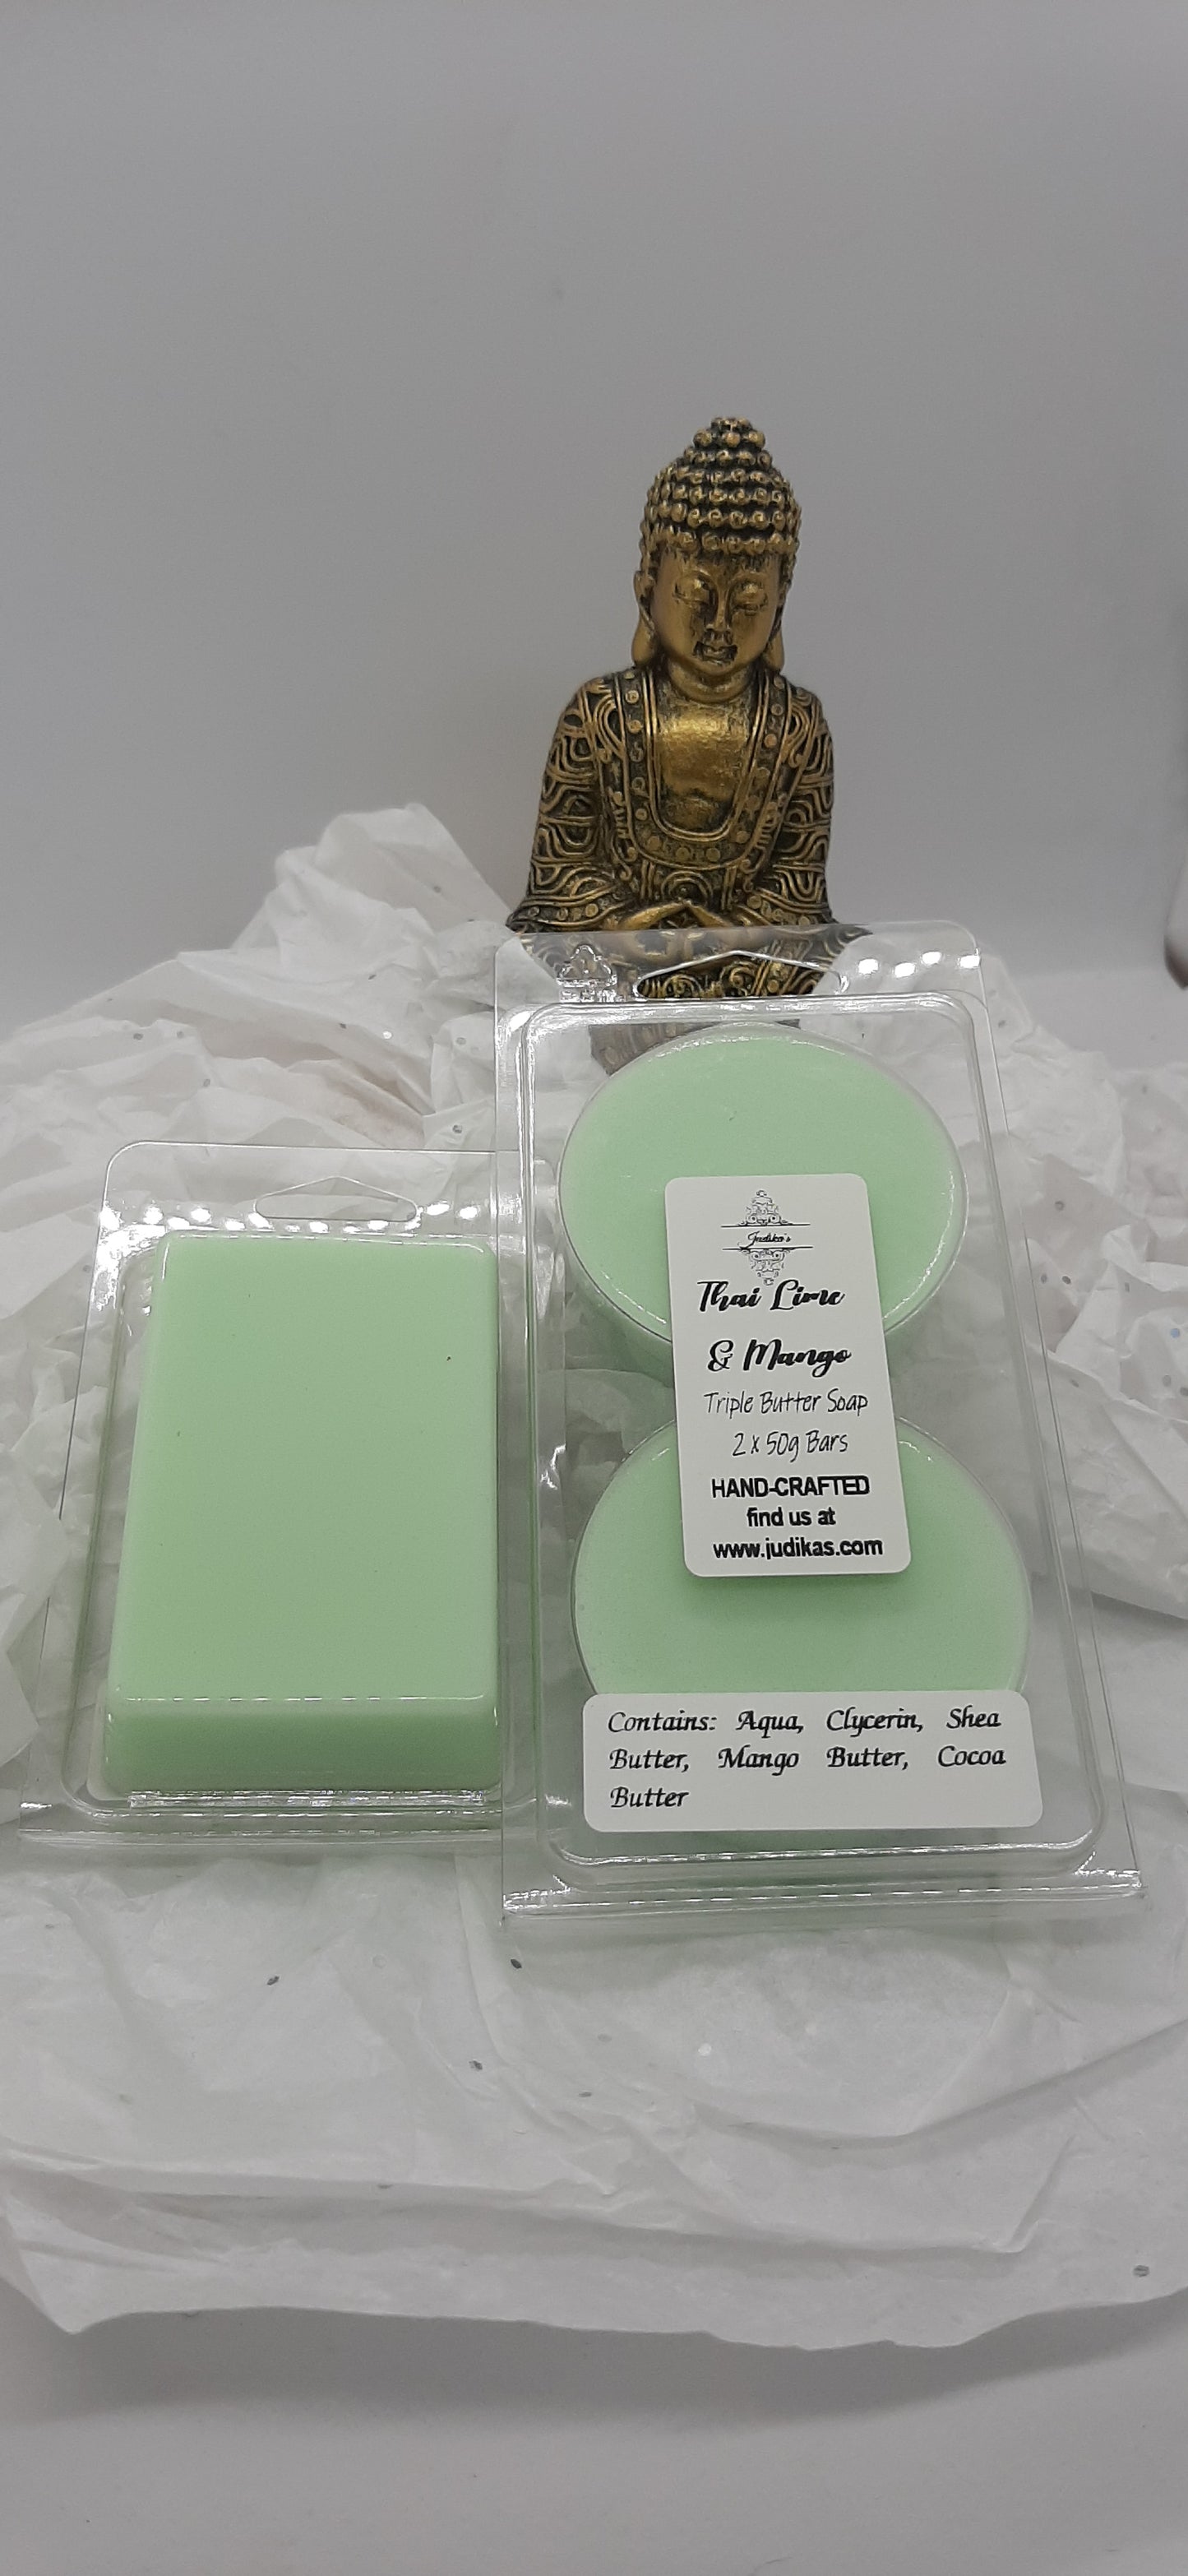 Judika's
Thai Lime
& Mango
Triple Butter Soap
2 x 50g Bars
HAND-CRAFTED
find us at
www.judikas.com
Contains: Aqua, Clycerin, Shea
Butter, Mango Butter, Cocoa
Butter